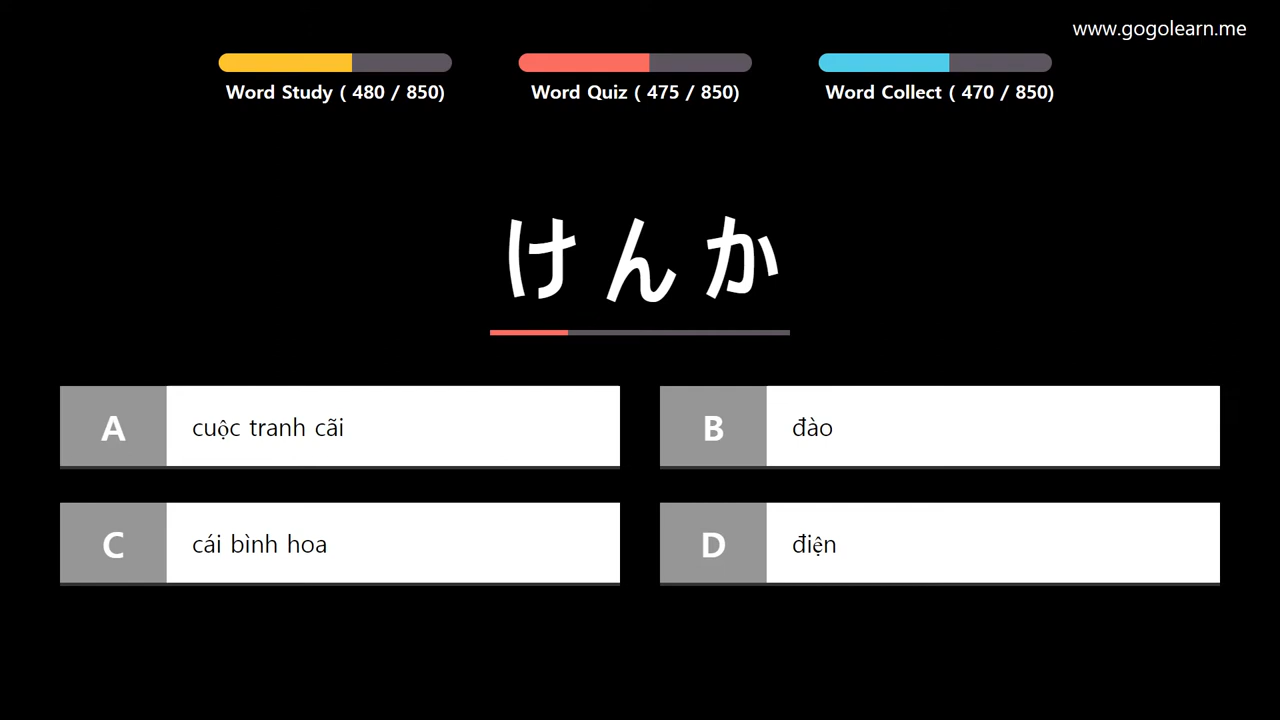 www.gogolearn.me
Word Study ( 480 / 850)
Word Quiz ( 475 / 850)
Word Collect ( 470 / 850)
けんか
A cuộc tranh cãi
B đào
C cái bình hoa
D điện